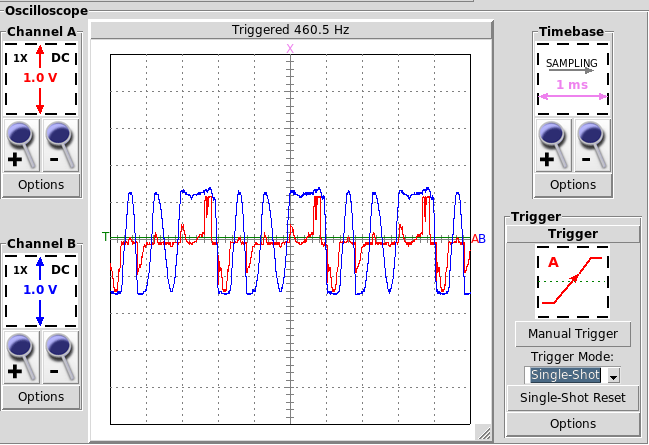 Oscilloscope
Channel A
1X DC
1.0 V
+ -
Options
Channel B
1X DC
1.0 V
+ -
Options
Triggered 460.5 Hz
X
T
AB
Timebase
SAMPLING
1 ms
+ -
Options
Trigger
Trigger
A
Manual Trigger
Trigger Mode:
Single-Shot
Single-Shot Reset
Options